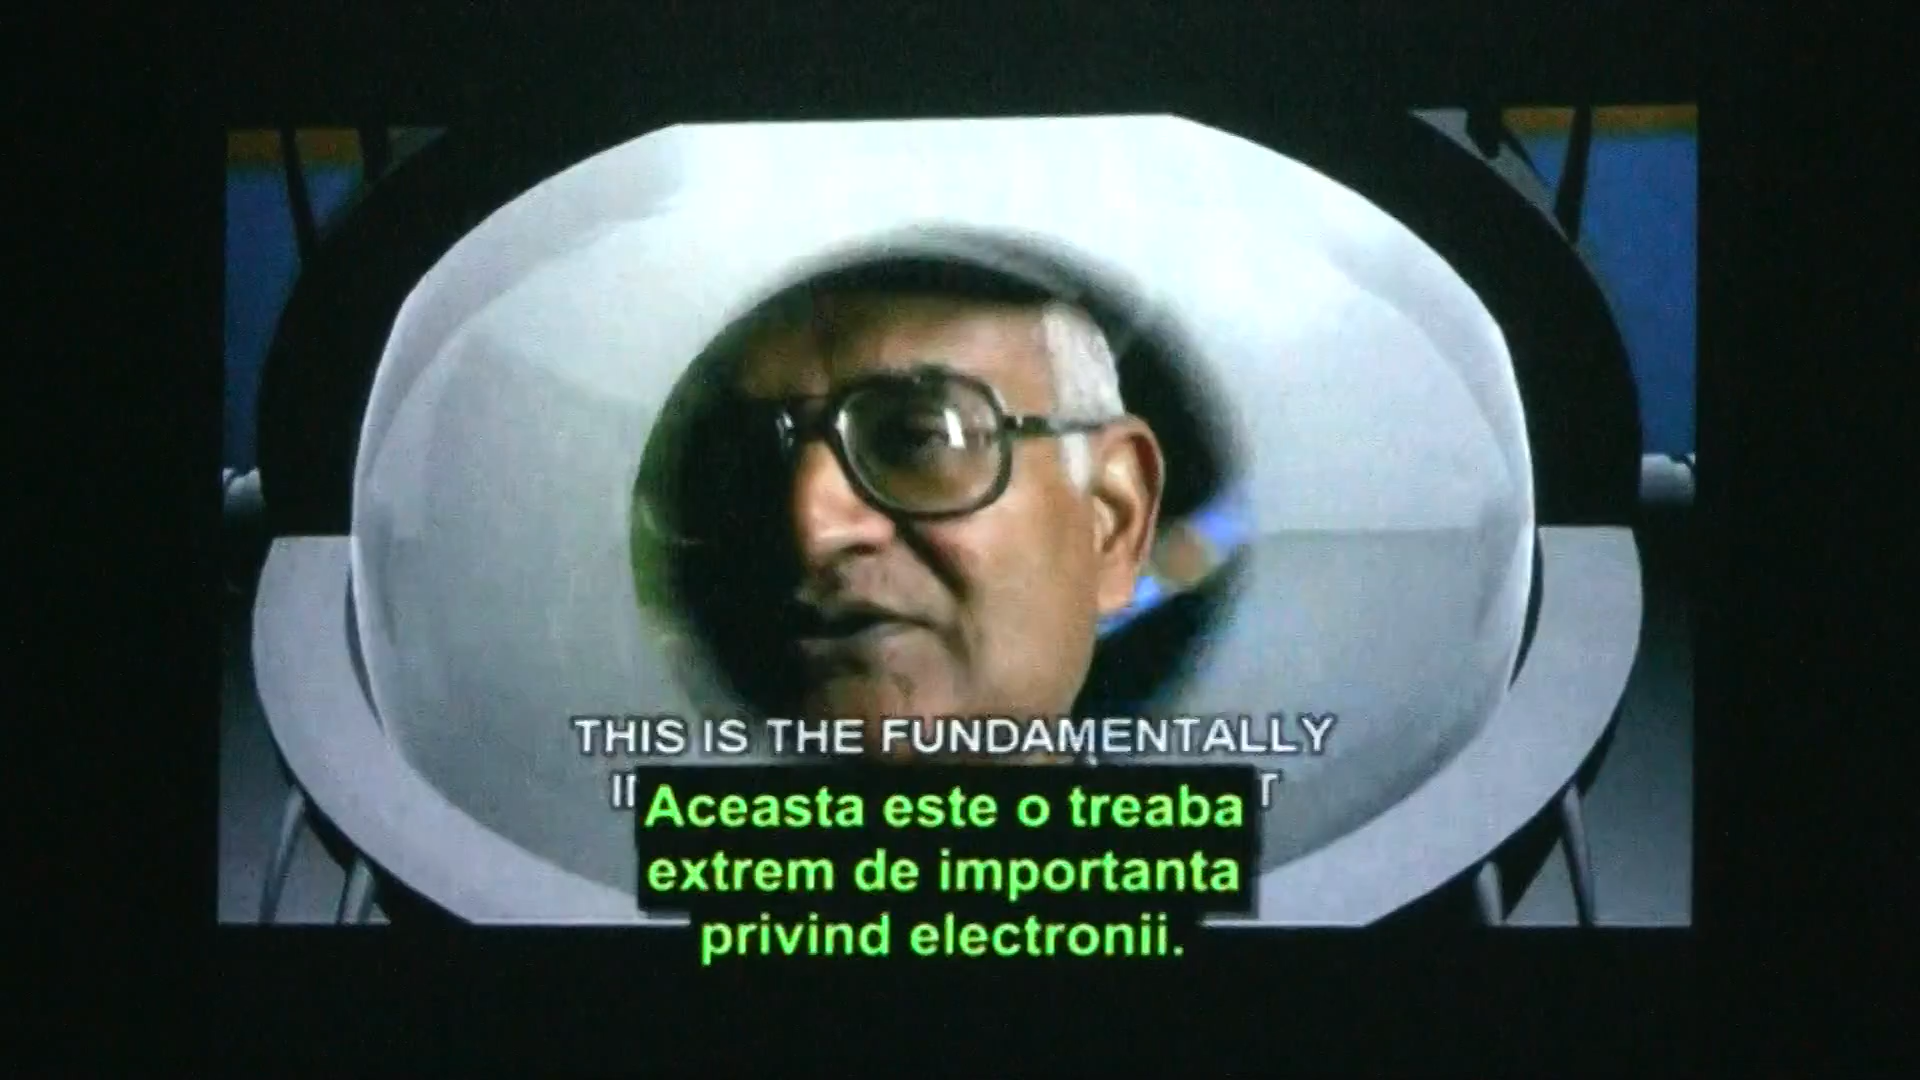 THIS IS THE FUNDAMENTALLY
Aceasta este o treaba
extrem de importanta
privind electronii.